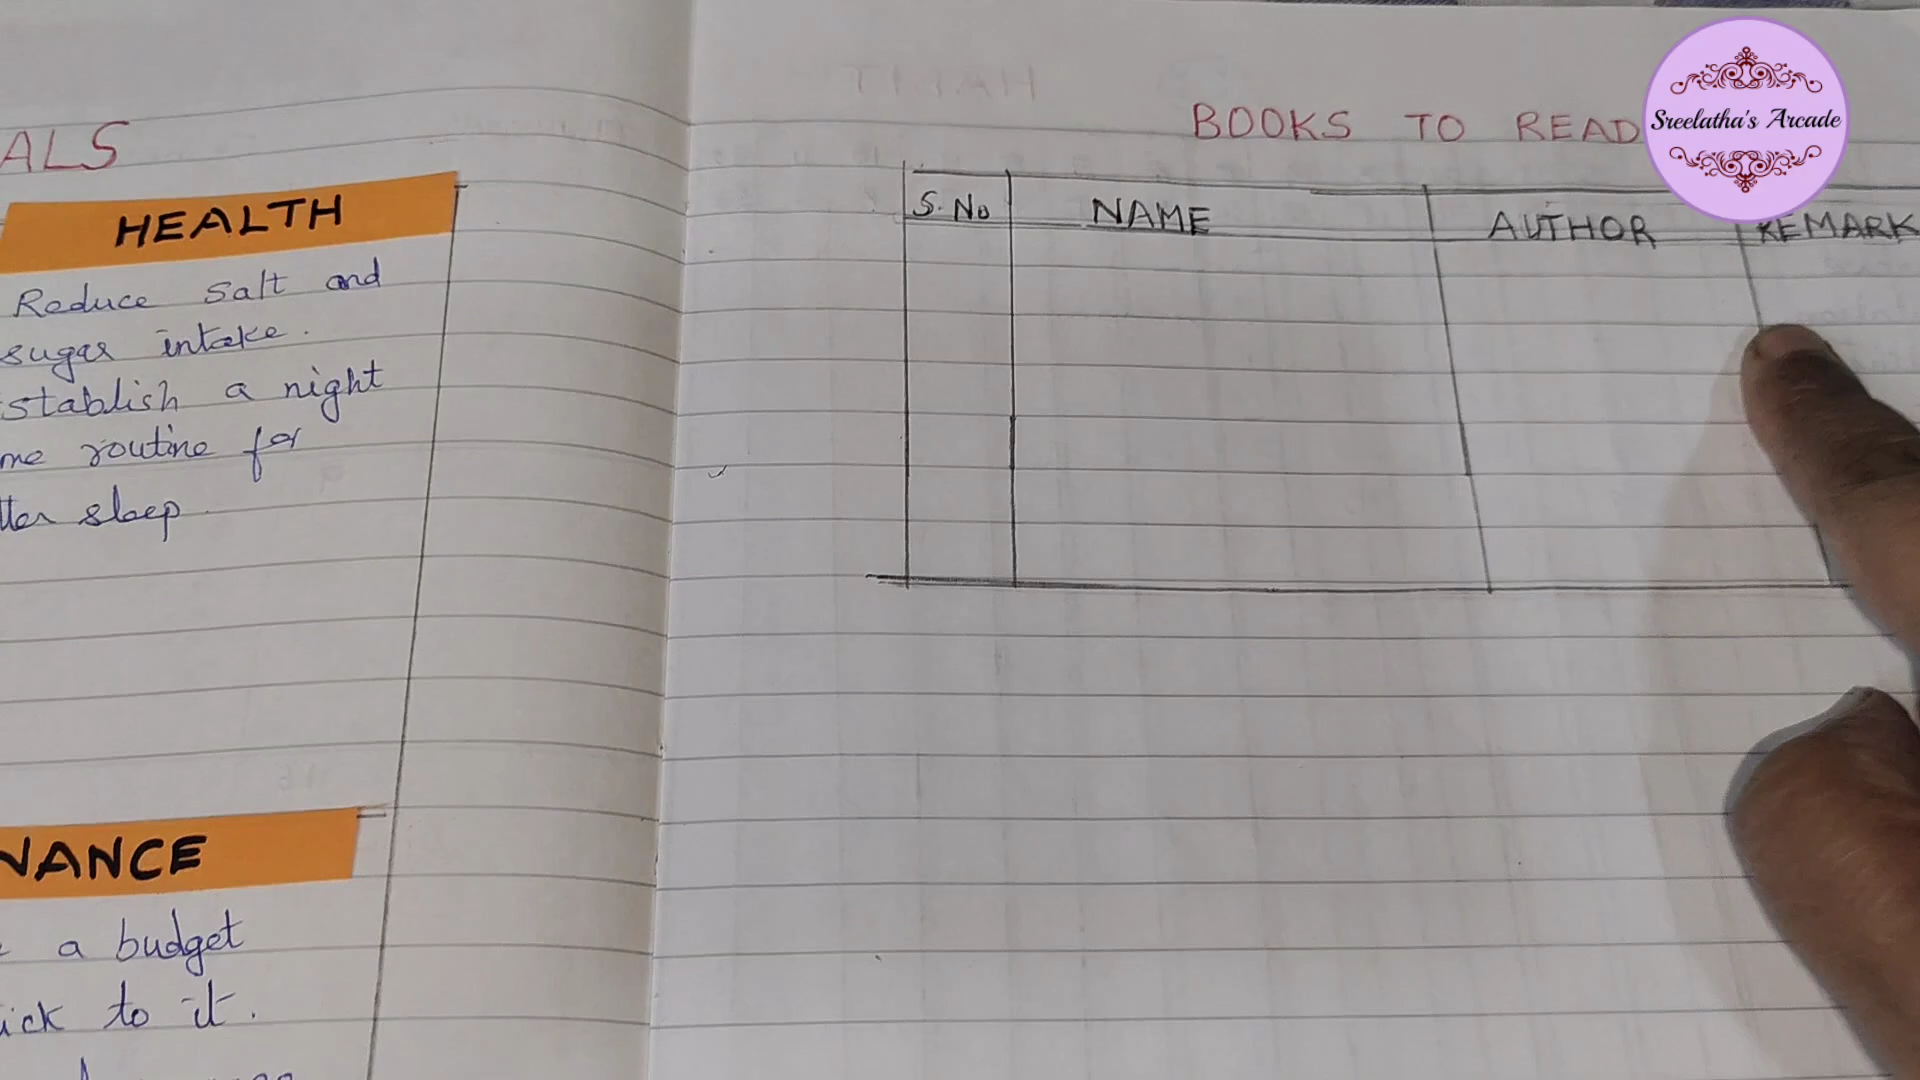 ALS
HEALTH
Reduce Salt and
sugar intake.
stablish a night
me routine for
tter sleep
NANCE
a budget
ick to it.
BOOKS TO READ
S.No NAME AUTHOR REMARK
Sreelatha's Arcade